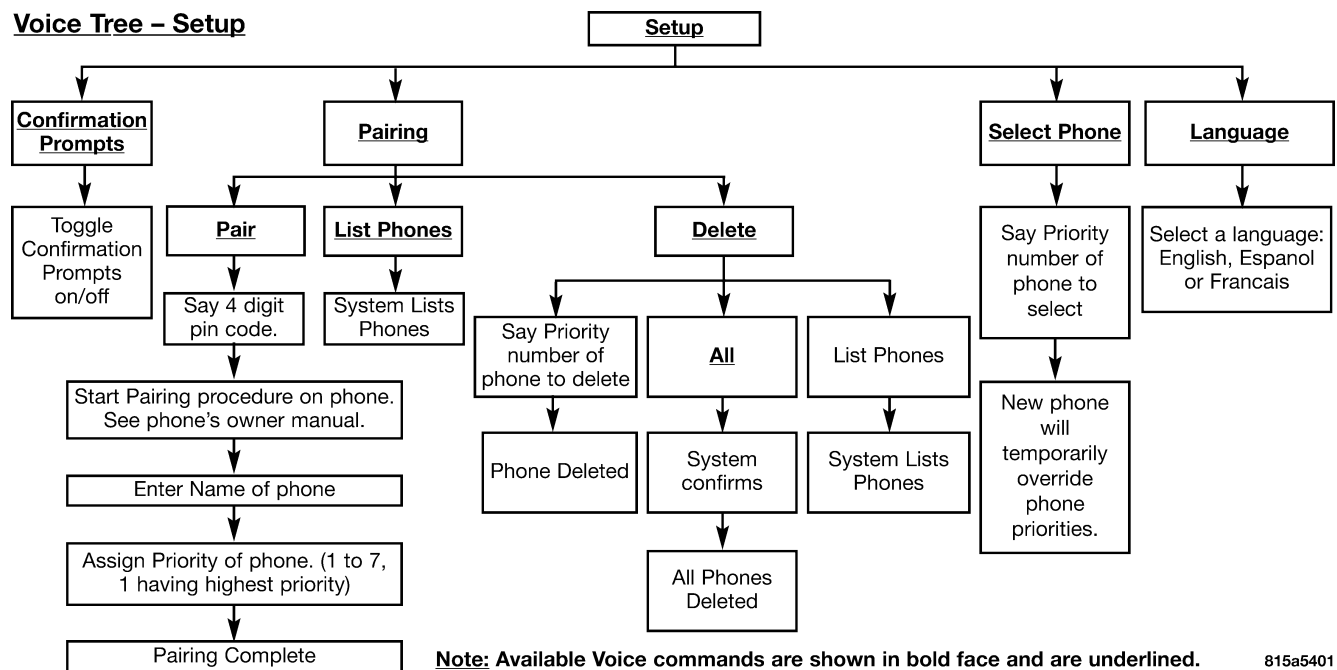 Voice Tree – Setup
Setup
Confirmation
Prompts
Pairing
Select Phone
Language
Toggle
Confirmation
Prompts
on/off
Pair
List Phones
Delete
Say Priority
number of
phone to
select
Select a language:
English, Espanol
or Francais
Say 4 digit
pin code.
System Lists
Phones
Say Priority
number of
phone to delete
All
List Phones
Start Pairing procedure on phone.
See phone's owner manual.
New phone
will
temporarily
override
phone
priorities.
Phone Deleted
System
confirms
System Lists
Phones
Enter Name of phone
Assign Priority of phone. (1 to 7,
1 having highest priority)
All Phones
Deleted
Pairing Complete
Note: Available Voice commands are shown in bold face and are underlined.
815a5401